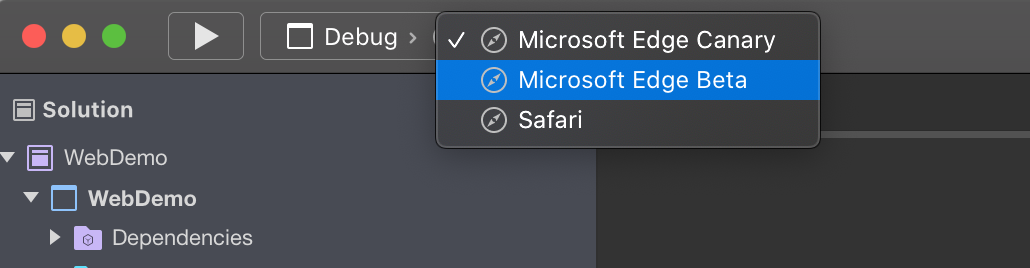 Debug
Microsoft Edge Canary
Microsoft Edge Beta
Safari
Solution
WebDemo
WebDemo
Dependencies